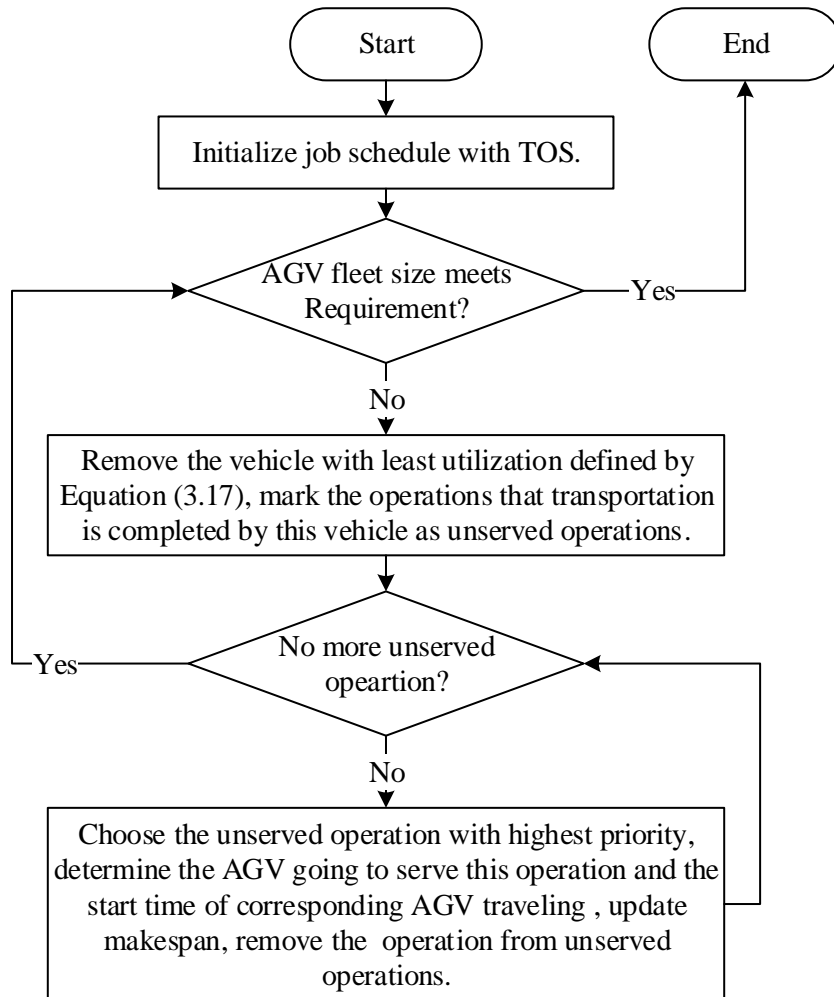 Start
End
Initialize job schedule with TOS.
AGV fleet size meets
Requirement?
Yes
No
Remove the vehicle with least utilization defined by
Equation (3.17), mark the operations that transportation
is completed by this vehicle as unserved operations.
No more unserved
opeartion?
Yes
No
Choose the unserved operation with highest priority,
determine the AGV going to serve this operation and the
start time of corresponding AGV traveling , update
makespan, remove the operation from unserved
operations.